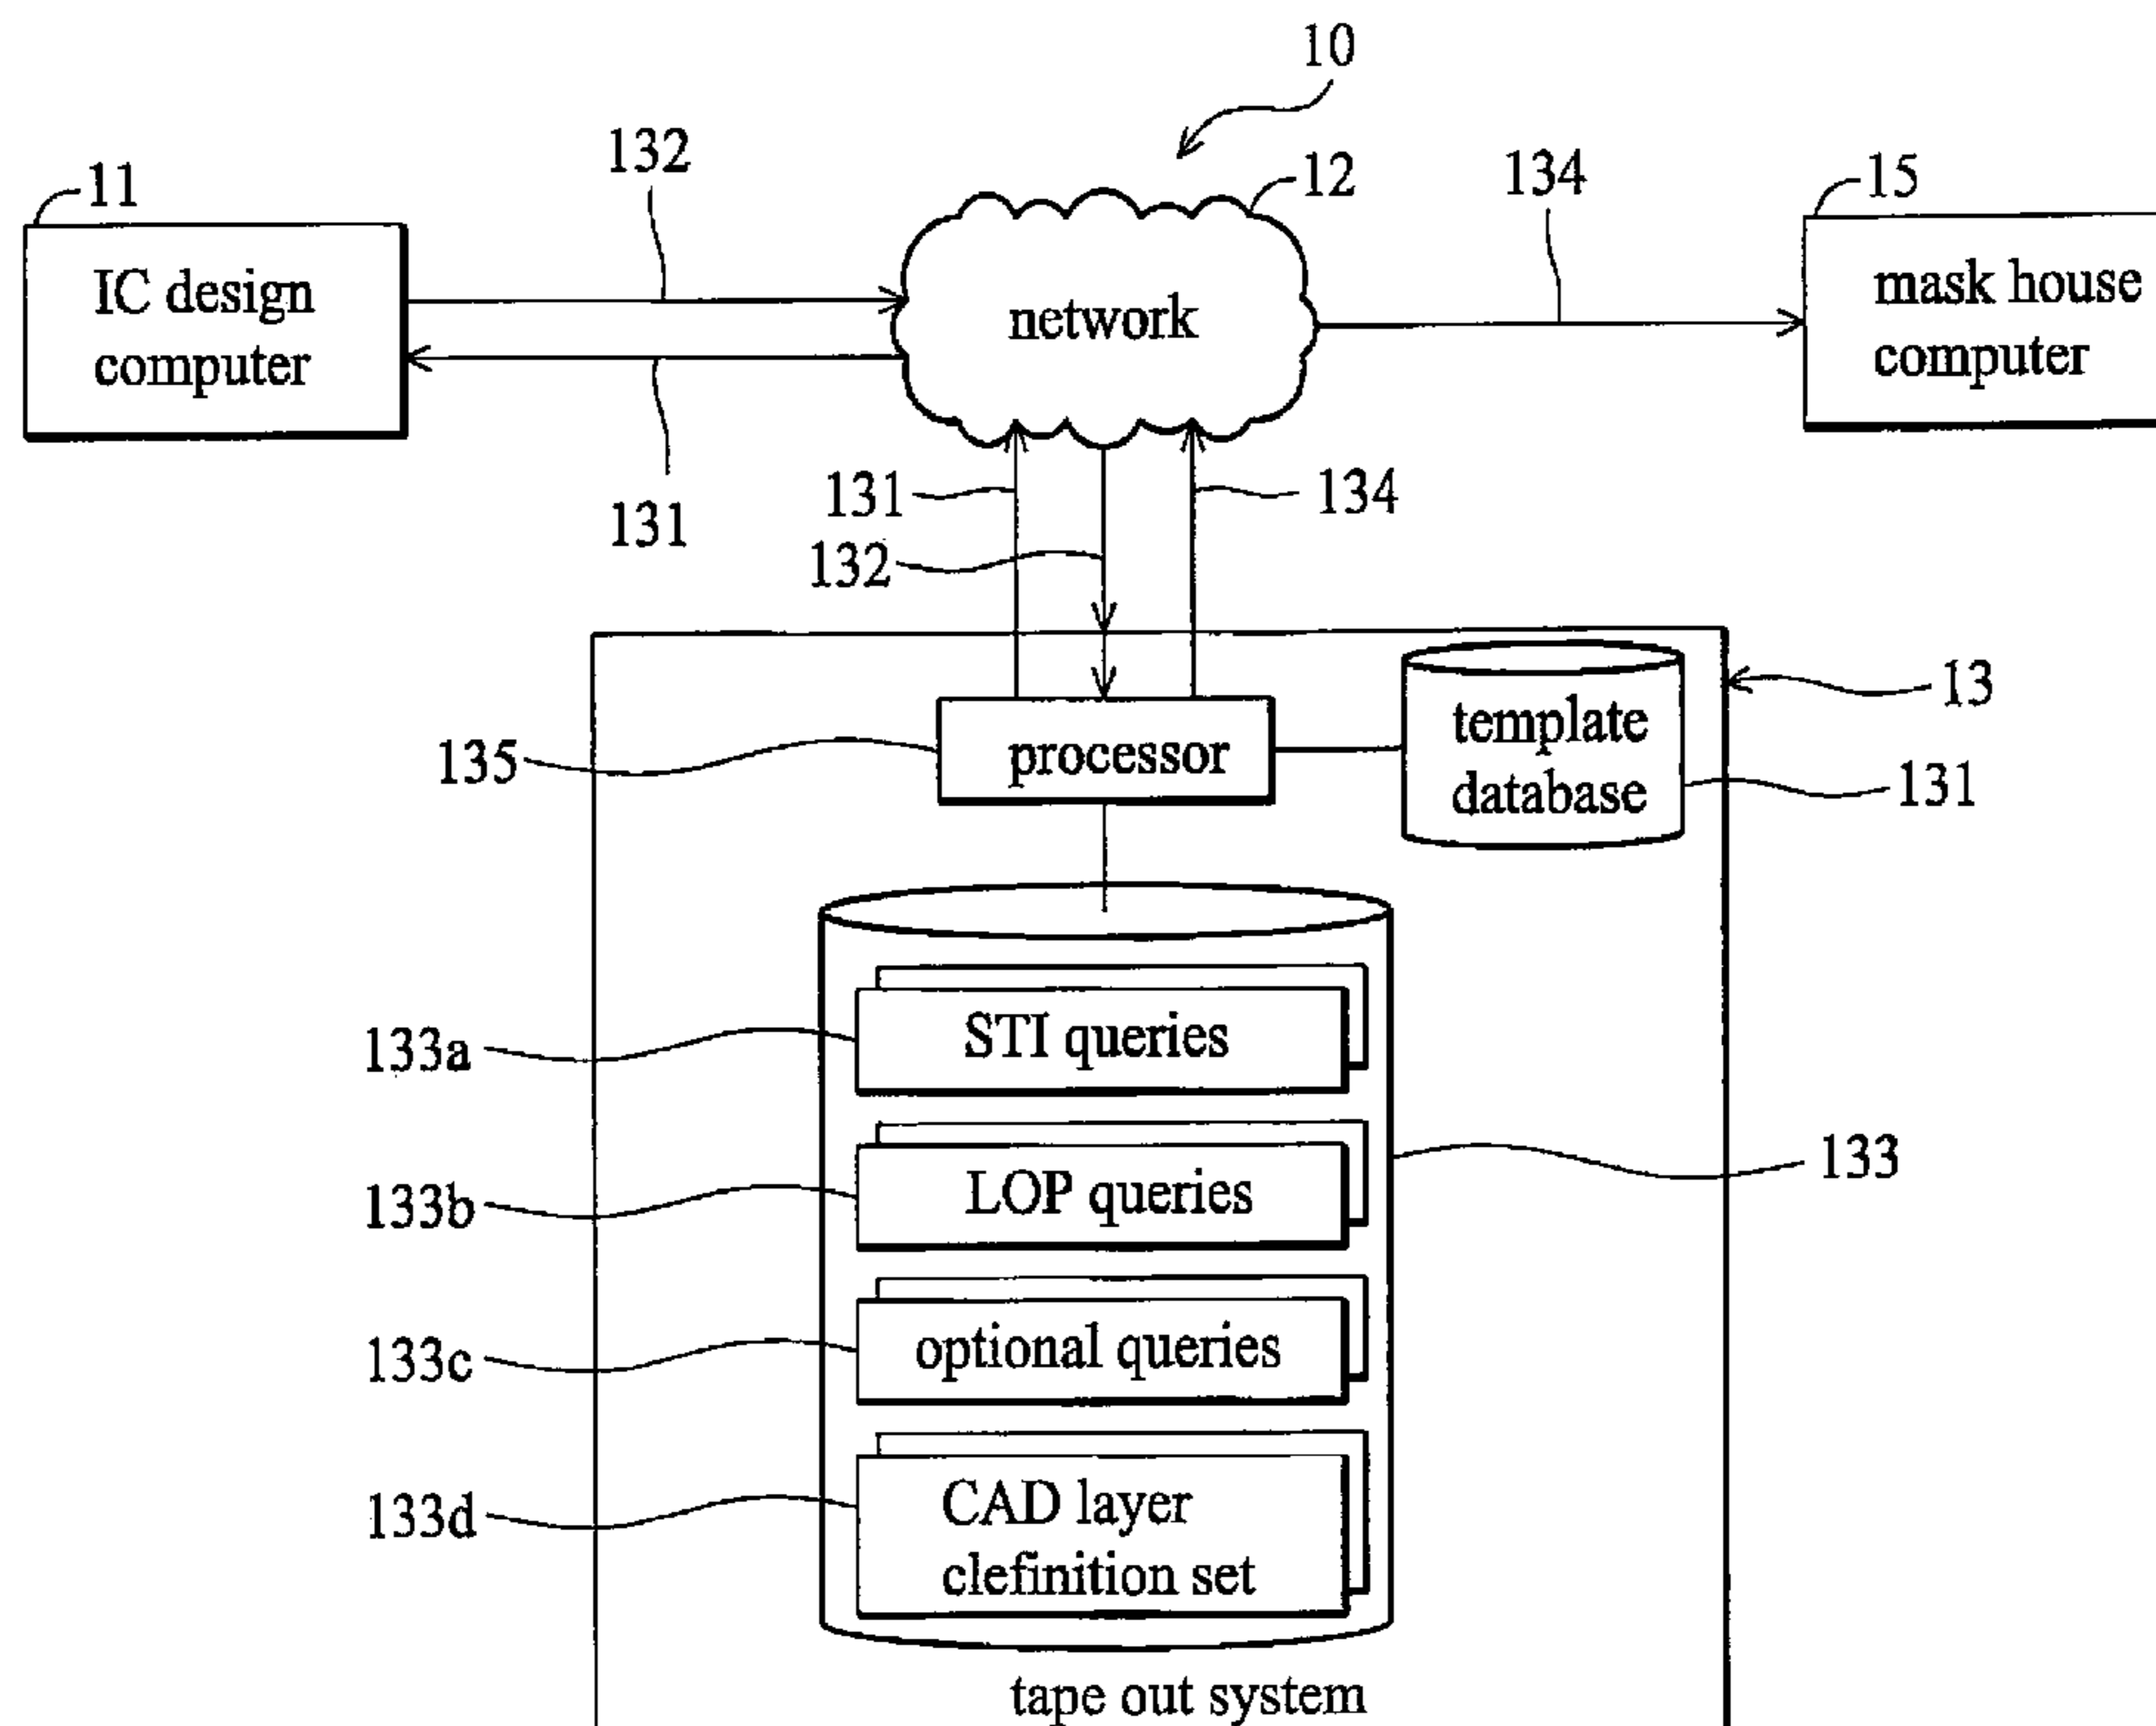 10
11
132
12
134
15
IC design
computer
network
mask house
computer
131
131
134
132
13
135
processor
template
database
131
133a
STI queries
133b
LOP queries
133
133c
optional queries
133d
CAD layer
clefinition set
tape out system